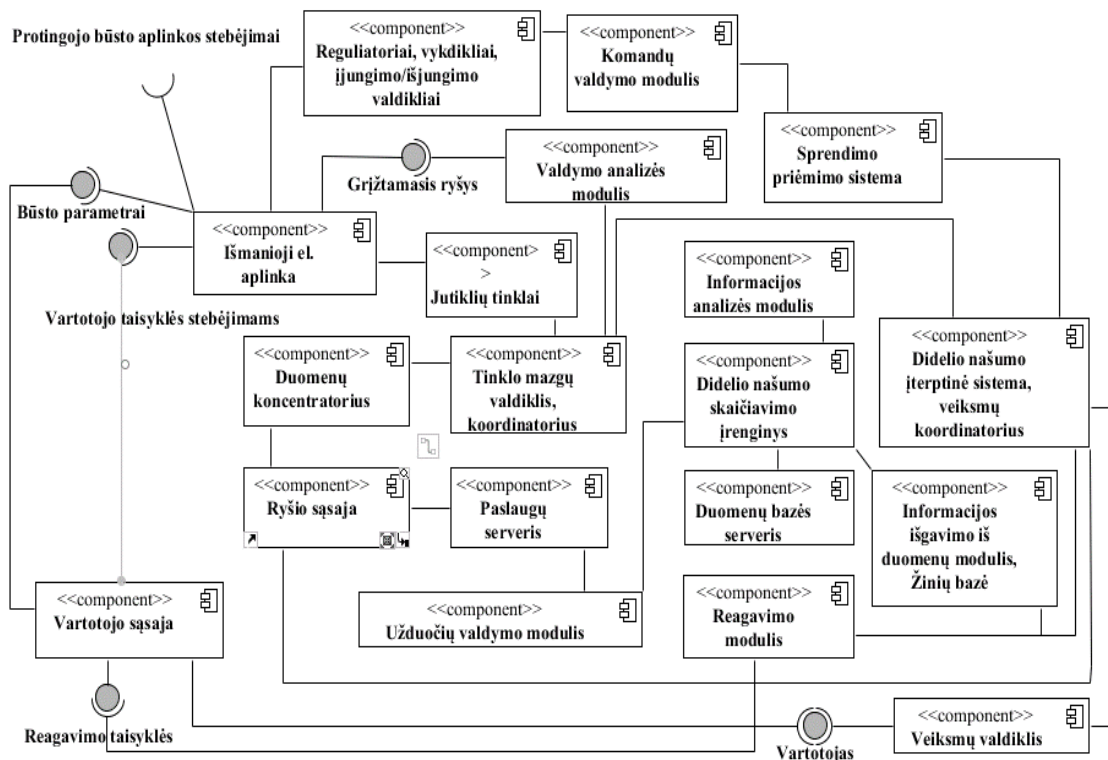 Protingojo būsto aplinkos stebėjimai
<<component>>
Reguliatoriai, vykdikliai,
įjungimo/išjungimo
valdikliai
<<component>>
Komandų
valdymo modulis
<<component>>
Sprendimo
priėmimo sistema
<<component>>
Valdymo analizės
modulis
Grįžtamasis ryšys
Būsto parametrai
<<component>>
Išmanioji el.
aplinka
<<component>
>
Jutiklių tinklai
<<component>>
Informacijos
analizės modulis
Vartotojo taisyklės stebėjimams
<<component>>
Duomenų
koncentratorius
<<component>>
Tinklo mazgų
valdiklis,
koordinatorius
<<component>>
Didelio našumo
skaičiavimo
įrenginys
<<component>>
Didelio našumo
įterptinė sistema,
veiksmų
koordinatorius
<<component>>
Ryšio sąsaja
<<component>>
Paslaugų
serveris
<<component>>
Duomenų bazės
serveris
<<component>>
Informacijos
išgavimo iš
duomenų modulis,
Žinių bazė
<<component>>
Vartotojo sąsaja
<<component>>
Užduočių valdymo modulis
<<component>>
Reagavimo
modulis
Reagavimo taisyklės
Vartotojas
<<component>>
Veiksmų valdiklis